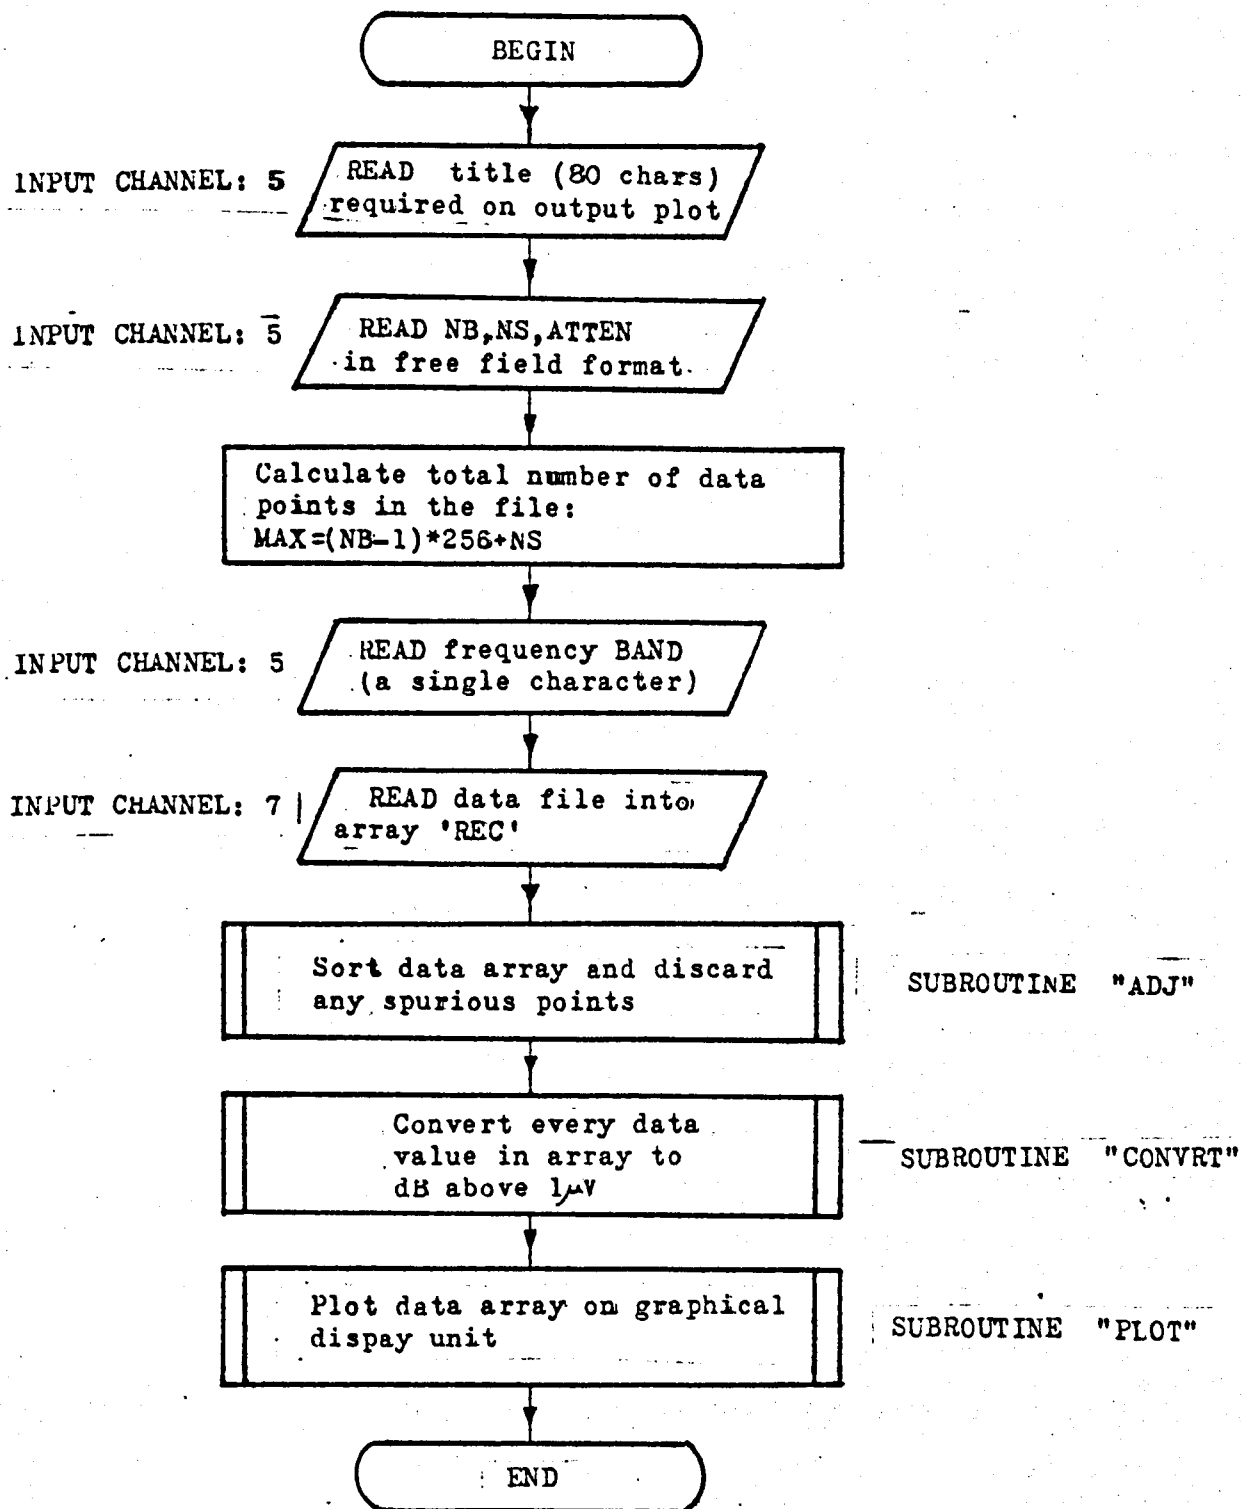 BEGIN
INPUT CHANNEL: 5
READ title (80 chars)
required on output plot
INPUT CHANNEL: 5
READ NB,NS,ATTEN
in free field format.
Calculate total number of data
points in the file:
MAX=(NB-1)*256+NS
INPUT CHANNEL: 5
READ frequency BAND
(a single character)
INPUT CHANNEL: 7
READ data file into
array 'REC'
Sort data array and discard
any spurious points
SUBROUTINE "ADJ"
Convert every data
value in array to
dB above 1μV
SUBROUTINE "CONVRT"
Plot data array on graphical
dispay unit
SUBROUTINE "PLOT"
END